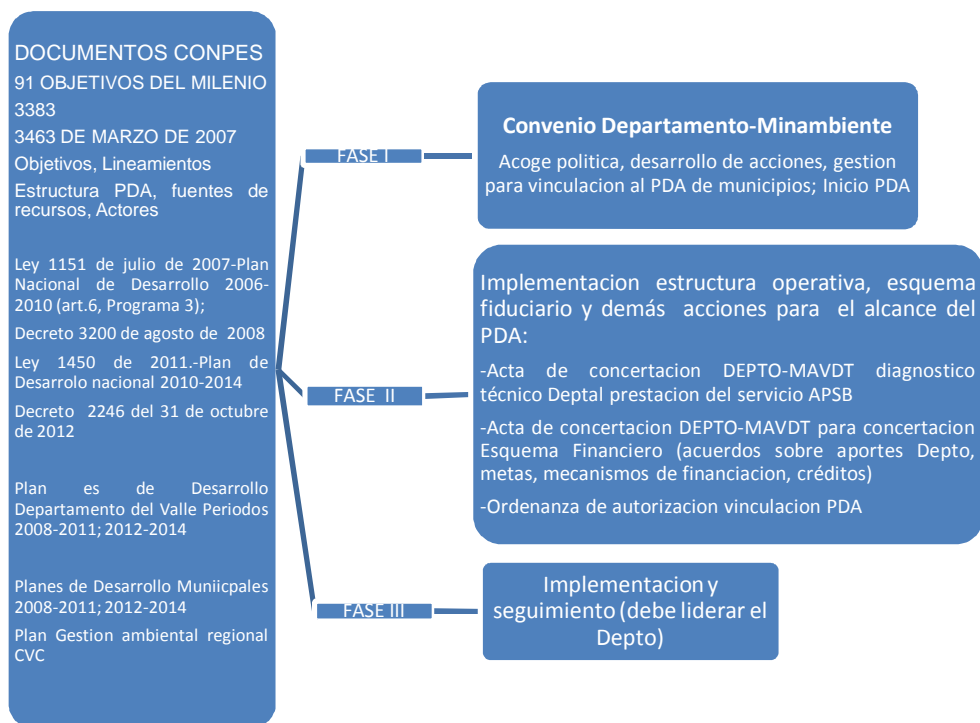 DOCUMENTOS CONPES
91 OBJETIVOS DEL MILENIO
3383
3463 DE MARZO DE 2007
Objetivos, Lineamientos
Estructura PDA, fuentes de
recursos, Actores
Ley 1151 de julio de 2007-Plan
Nacional de Desarrollo 2006-
2010 (art.6, Programa 3);
Decreto 3200 de agosto de 2008
Ley 1450 de 2011.-Plan de
Desarrolo nacional 2010-2014
Decreto 2246 del 31 de octubre
de 2012
Plan es de Desarrollo
Departamento del Valle Periodos
2008-2011; 2012-2014
Planes de Desarrollo Muniicpales
2008-2011; 2012-2014
Plan Gestion ambiental regional
CVC
FASE I
Convenio Departamento-Minambiente
Acoge politica, desarrollo de acciones, gestion
para vinculacion al PDA de municipios; Inicio PDA
FASE II
Implementacion estructura operativa, esquema
fiduciario y demás acciones para el alcance del
PDA:
-Acta de concertacion DEPTO-MAVDT diagnostico
técnico Deptal prestacion del servicio APSB
-Acta de concertacion DEPTO-MAVDT para concertacion
Esquema Financiero (acuerdos sobre aportes Depto,
metas, mecanismos de financiacion, créditos)
-Ordenanza de autorizacion vinculacion PDA
FASE III
Implementacion y
seguimiento (debe liderar el
Depto)